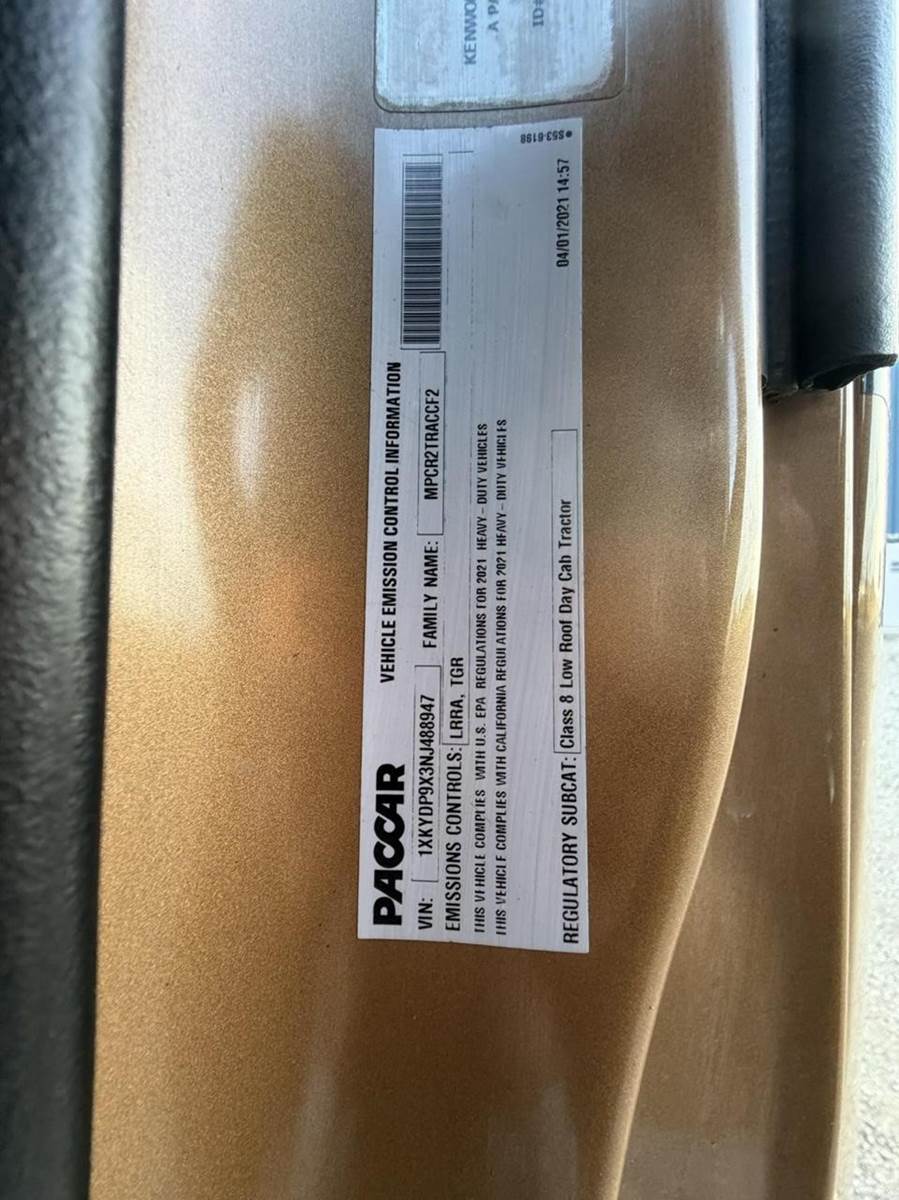 KENWO
A PA
ID#
S53-6198
PACCAR
VEHICLE EMISSION CONTROL INFORMATION
VIN: 1XKYDP9X3NJ488947 FAMILY NAME: MPCR2TRACCF2
EMISSIONS CONTROLS: LRRA, TGR
THIS VEHICLE COMPLIES WITH U.S. EPA REGULATIONS FOR 2021 HEAVY-DUTY VEHICLES
THIS VEHICLE COMPLIES WITH CALIFORNIA REGULATIONS FOR 2021 HEAVY-DUTY VEHICLES
REGULATORY SUBCAT: Class 8 Low Roof Day Cab Tractor 04/01/2021 14:57